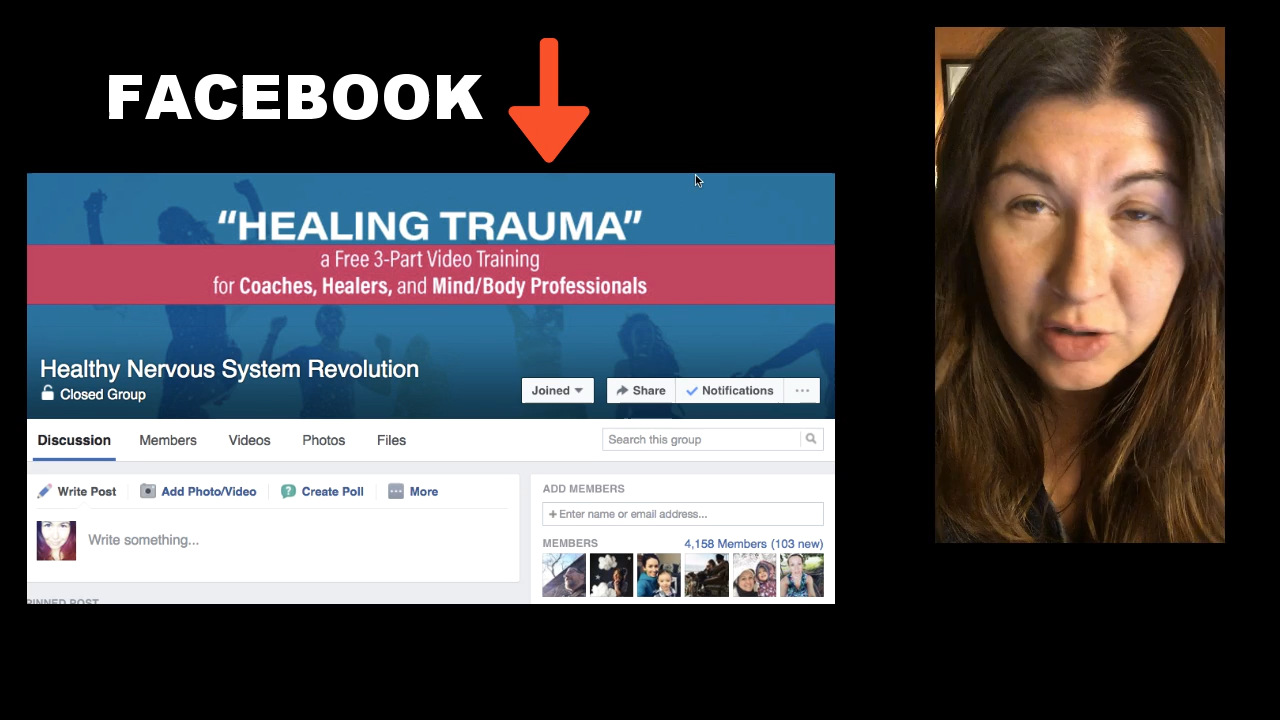 FACEBOOK
“HEALING TRAUMA”
a Free 3-Part Video Training
for Coaches, Healers, and Mind/Body Professionals
Healthy Nervous System Revolution
Closed Group
Joined
Share
Notifications
Discussion
Members
Videos
Photos
Files
Search this group
Write Post
Add Photo/Video
Create Poll
More
Write something...
ADD MEMBERS
+ Enter name or email address...
MEMBERS
4,158 Members (103 new)
PINNED POST